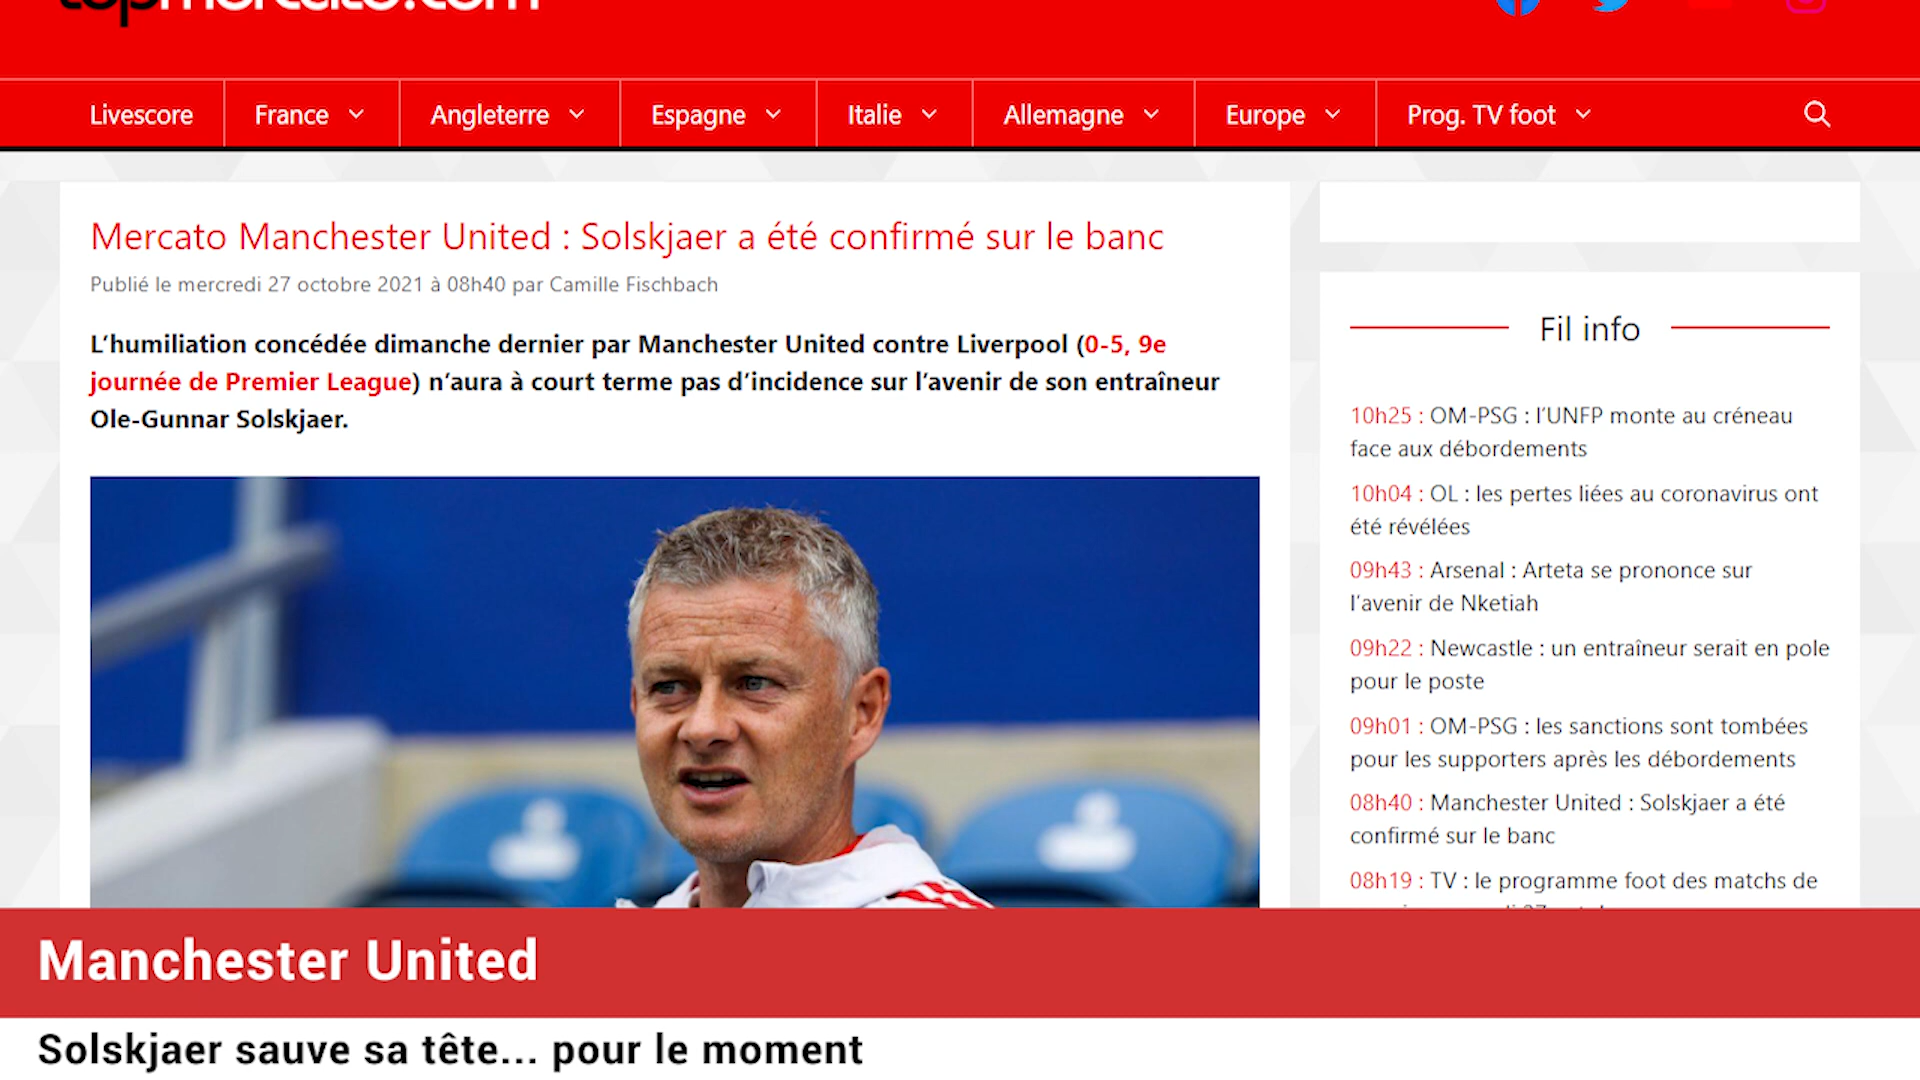 topmercato.com
Livescore
France
Angleterre
Espagne
Italie
Allemagne
Europe
Prog. TV foot
Mercato Manchester United : Solskjaer a été confirmé sur le banc
Publié le mercredi 27 octobre 2021 à 08h40 par Camille Fischbach
L’humiliation concédée dimanche dernier par Manchester United contre Liverpool (0-5, 9e
journée de Premier League) n’aura à court terme pas d’incidence sur l’avenir de son entraîneur
Ole-Gunnar Solskjaer.
Fil info
10h25 : OM-PSG : l’UNFP monte au créneau
face aux débordements
10h04 : OL : les pertes liées au coronavirus ont
été révélées
09h43 : Arsenal : Arteta se prononce sur
l’avenir de Nketiah
09h22 : Newcastle : un entraîneur serait en pole
pour le poste
09h01 : OM-PSG : les sanctions sont tombées
pour les supporters après les débordements
08h40 : Manchester United : Solskjaer a été
confirmé sur le banc
08h19 : TV : le programme foot des matchs de
Manchester United
Solskjaer sauve sa tête... pour le moment